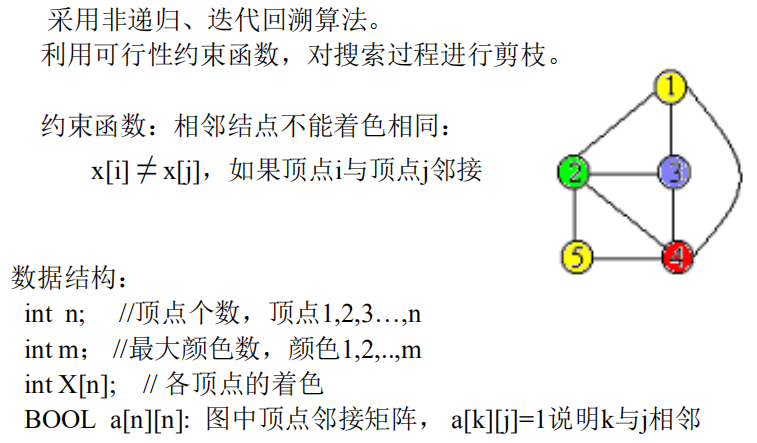 采用非递归、迭代回溯算法。
利用可行性约束函数，对搜索过程进行剪枝。
约束函数：相邻结点不能着色相同：
x[i] ≠ x[j]，如果顶点i与顶点j邻接
1
2
3
5
4
数据结构：
int n; //顶点个数，顶点1,2,3…,n
int m； //最大颜色数，颜色1,2,..,m
int X[n]; // 各顶点的着色
BOOL a[n][n]: 图中顶点邻接矩阵， a[k][j]=1说明k与j相邻